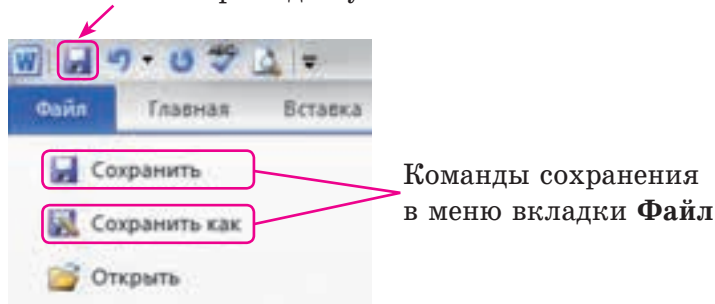 Файл Главная Вставка
Сохранить
Сохранить как
Открыть
Команды сохранения
в меню вкладки Файл